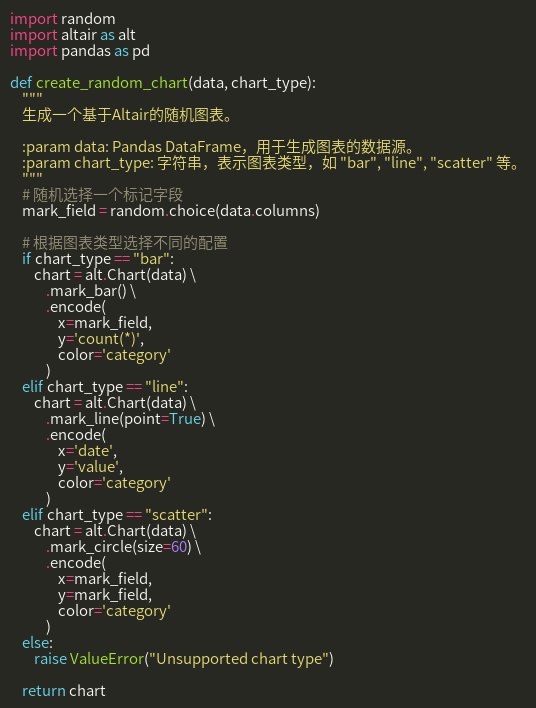 import random
import altair as alt
import pandas as pd

def create_random_chart(data, chart_type):
    """
    生成一个基于Altair的随机图表。

    :param data: Pandas DataFrame，用于生成图表的数据源。
    :param chart_type: 字符串，表示图表类型，如 "bar", "line", "scatter" 等。
    """
    # 随机选择一个标记字段
    mark_field = random.choice(data.columns)

    # 根据图表类型选择不同的配置
    if chart_type == "bar":
        chart = alt.Chart(data) \
            .mark_bar() \
            .encode(
                x=mark_field,
                y='count(*)',
                color='category'
            )
    elif chart_type == "line":
        chart = alt.Chart(data) \
            .mark_line(point=True) \
            .encode(
                x='date',
                y='value',
                color='category'
            )
    elif chart_type == "scatter":
        chart = alt.Chart(data) \
            .mark_circle(size=60) \
            .encode(
                x=mark_field,
                y=mark_field,
                color='category'
            )
    else:
        raise ValueError("Unsupported chart type")

    return chart